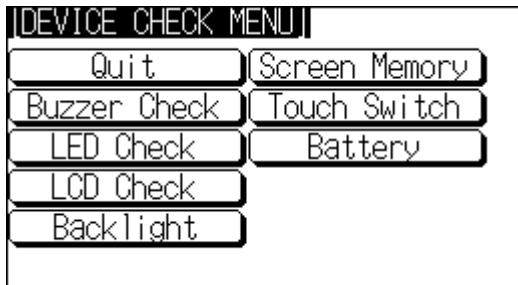 [DEVICE CHECK MENU]
Quit
Screen Memory
Buzzer Check
Touch Switch
LED Check
Battery
LCD Check
Backlight